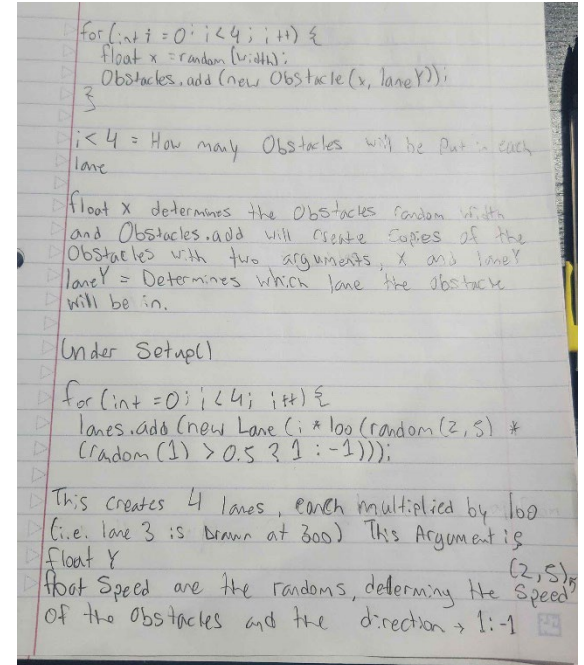 for (int i = 0; i < 4; i++) {
float x = random (width);
Obstacles.add (new Obstacle (x, laneY));
}
i < 4 = How many Obstacles will be put in each
lane
float x determines the Obstacles random width
and Obstacles.add will create copies of the
Obstacles with two arguments, x and laneY
laneY = Determines which lane the obstacle
will be in.
Under Setup()
for (int = 0; i < 4; i++) {
lanes.add (new Lane (i * 100 (random (2, 5) *
(random (1) > 0.5 ? 1 : -1)));
This creates 4 lanes, eanch multiplied by 100
(i.e. lane 3 is drawn at 300) This Argument is
float Y
(2, 5),
float Speed are the randoms, determing the Speed
of the Obstacles and the direction → 1:-1